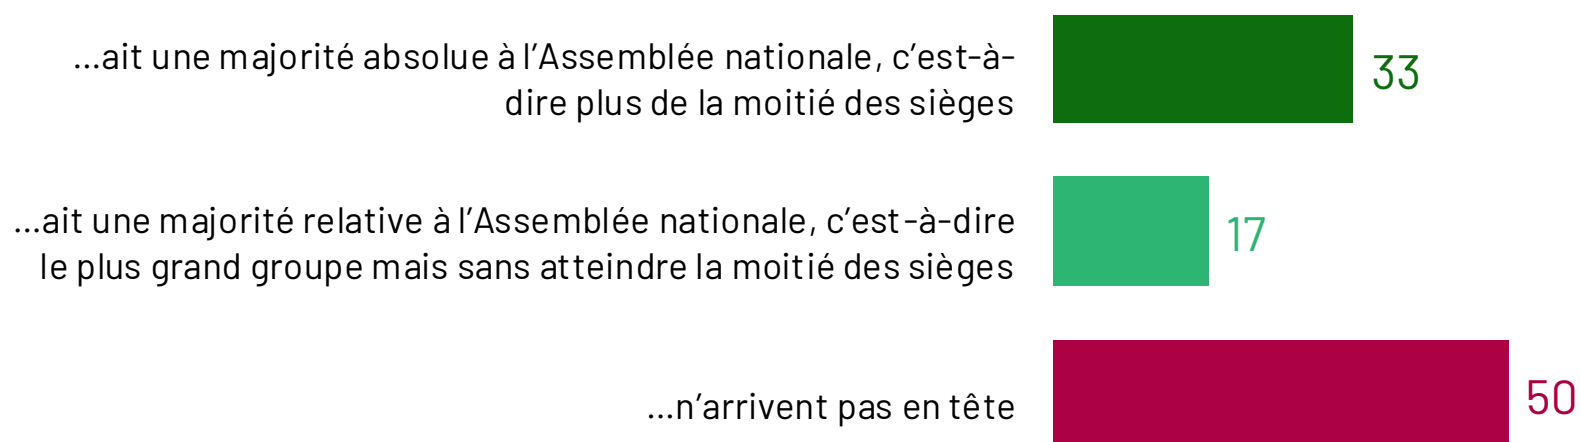 ...ait une majorité absolue à l’Assemblée nationale, c’est-à-
dire plus de la moitié des sièges
33
...ait une majorité relative à l’Assemblée nationale, c’est-à-dire
le plus grand groupe mais sans atteindre la moitié des sièges
17
...n’arrivent pas en tête
50